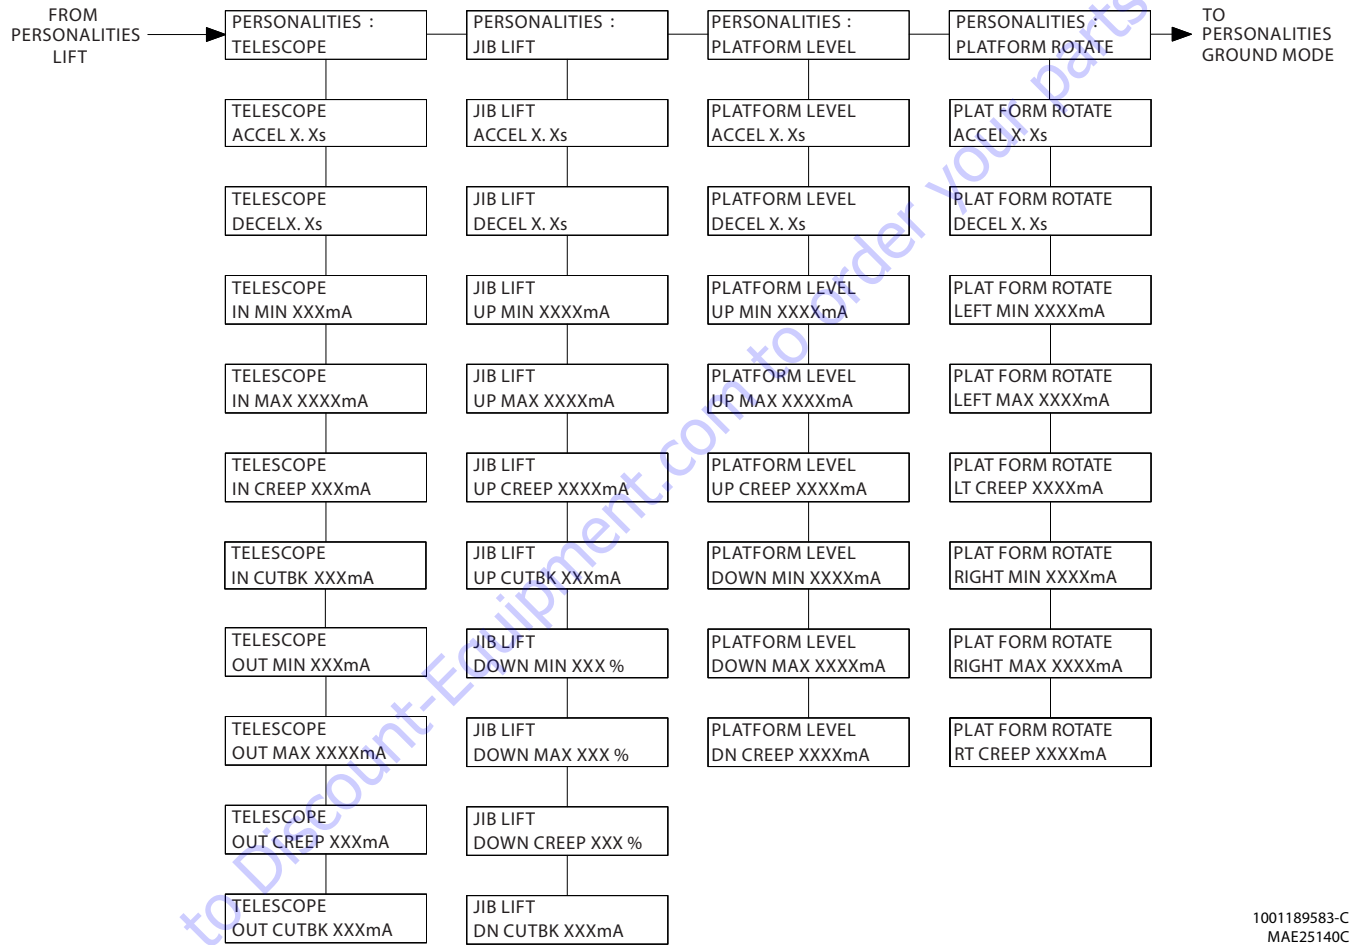 FROM
PERSONALITIES
LIFT
PERSONALITIES :
TELESCOPE
TELESCOPE
ACCEL X. Xs
TELESCOPE
DECELX. Xs
TELESCOPE
IN MIN XXXmA
TELESCOPE
IN MAX XXXXmA
TELESCOPE
IN CREEP XXXmA
TELESCOPE
IN CUTBK XXXmA
TELESCOPE
OUT MIN XXXmA
TELESCOPE
OUT MAX XXXXmA
TELESCOPE
OUT CREEP XXXmA
TELESCOPE
OUT CUTBK XXXmA
PERSONALITIES :
JIB LIFT
JIB LIFT
ACCEL X. Xs
JIB LIFT
DECEL X. Xs
JIB LIFT
UP MIN XXXXmA
JIB LIFT
UP MAX XXXXmA
JIB LIFT
UP CREEP XXXXmA
JIB LIFT
UP CUTBK XXXmA
JIB LIFT
DOWN MIN XXX %
JIB LIFT
DOWN MAX XXX %
JIB LIFT
DOWN CREEP XXX %
JIB LIFT
DN CUTBK XXXmA
PERSONALITIES :
PLATFORM LEVEL
PLATFORM LEVEL
ACCEL X. Xs
PLATFORM LEVEL
DECEL X. Xs
PLATFORM LEVEL
UP MIN XXXXmA
PLATFORM LEVEL
UP MAX XXXXmA
PLATFORM LEVEL
UP CREEP XXXXmA
PLATFORM LEVEL
DOWN MIN XXXXmA
PLATFORM LEVEL
DOWN MAX XXXXmA
PLATFORM LEVEL
DN CREEP XXXXmA
PERSONALITIES :
PLATFORM ROTATE
PLAT FORM ROTATE
ACCEL X. Xs
PLAT FORM ROTATE
DECEL X. Xs
PLAT FORM ROTATE
LEFT MIN XXXXmA
PLAT FORM ROTATE
LEFT MAX XXXXmA
PLAT FORM ROTATE
LT CREEP XXXXmA
PLAT FORM ROTATE
RIGHT MIN XXXXmA
PLAT FORM ROTATE
RIGHT MAX XXXXmA
PLAT FORM ROTATE
RT CREEP XXXXmA
TO
PERSONALITIES
GROUND MODE
to Discount-Equipment.com to order your parts
1001189583-C
MAE25140C